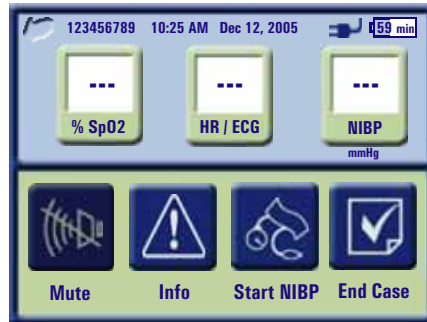 123456789 10:25 AM Dec 12, 2005 59 min
--- --- ---
% SpO2 HR / ECG NIBP
mmHg
Mute Info Start NIBP End Case